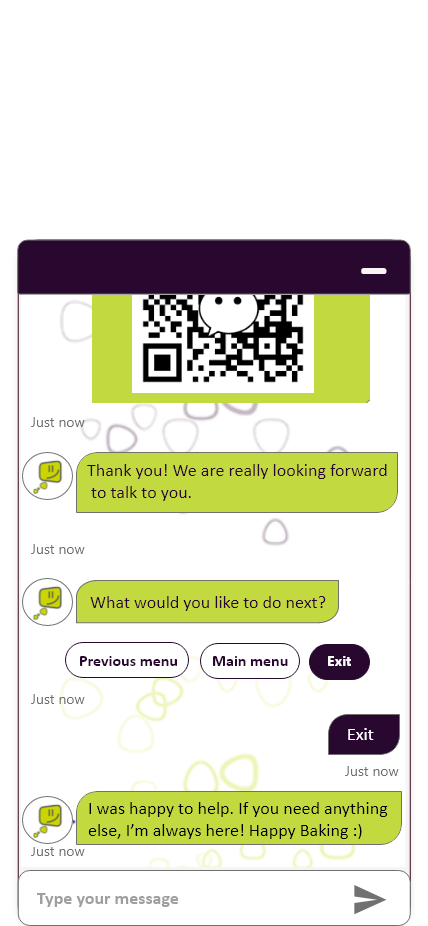 Just now
Thank you! We are really looking forward
to talk to you.
Just now
What would you like to do next?
Previous menu Main menu Exit
Just now
Exit
Just now
I was happy to help. If you need anything
else, I'm always here! Happy Baking :)
Just now
Type your message